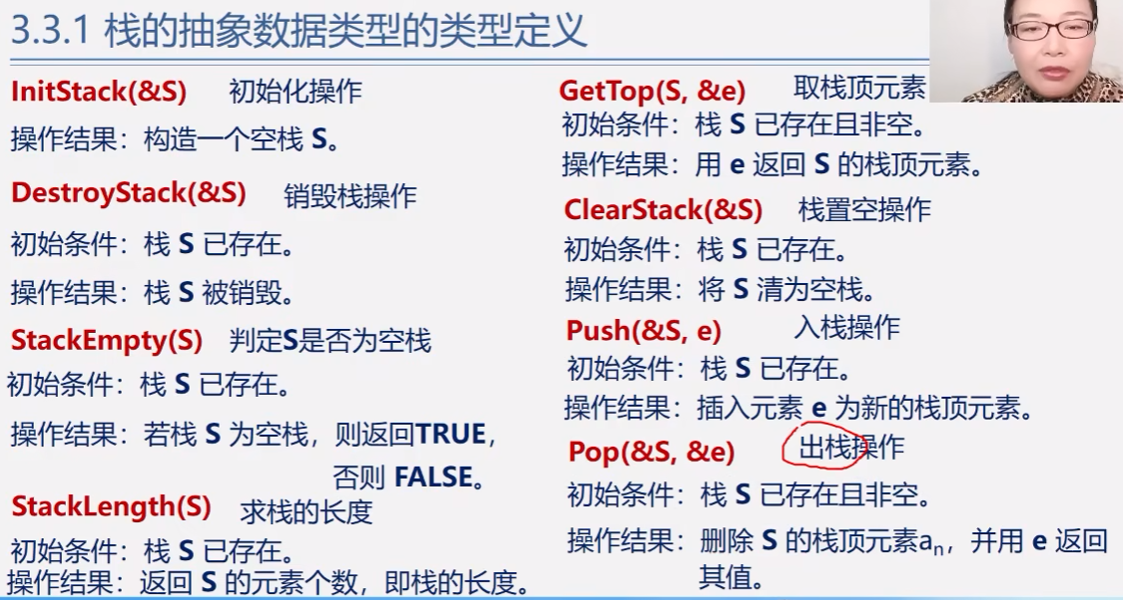 3.3.1 栈的抽象数据类型的类型定义
InitStack(&S) 初始化操作
操作结果：构造一个空栈 S。
DestroyStack(&S) 销毁栈操作
初始条件：栈 S 已存在。
操作结果：栈 S 被销毁。
StackEmpty(S) 判定S是否为空栈
初始条件：栈 S 已存在。
操作结果：若栈 S 为空栈，则返回TRUE，
否则 FALSE。
StackLength(S) 求栈的长度
初始条件：栈 S 已存在。
操作结果：返回 S 的元素个数，即栈的长度。
GetTop(S, &e) 取栈顶元素
初始条件：栈 S 已存在且非空。
操作结果：用 e 返回 S 的栈顶元素。
ClearStack(&S) 栈置空操作
初始条件：栈 S 已存在。
操作结果：将 S 清为空栈。
Push(&S, e) 入栈操作
初始条件：栈 S 已存在。
操作结果：插入元素 e 为新的栈顶元素。
Pop(&S, &e) 出栈操作
初始条件：栈 S 已存在且非空。
操作结果：删除 S 的栈顶元素aₙ，并用 e 返回
其值。